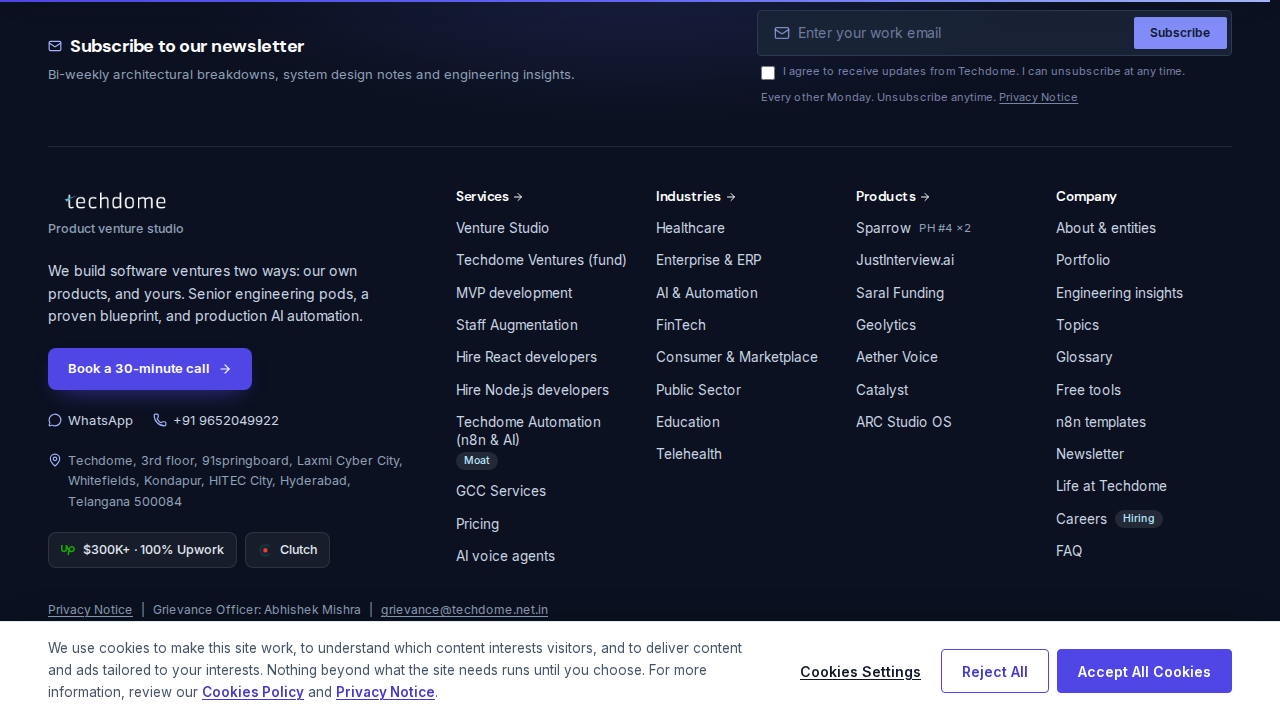 Subscribe to our newsletter
Bi-weekly architectural breakdowns, system design notes and engineering insights.
Enter your work email
Subscribe
I agree to receive updates from Techdome. I can unsubscribe at any time.
Every other Monday. Unsubscribe anytime. Privacy Notice
techdome
Product venture studio
We build software ventures two ways: our own
products, and yours. Senior engineering pods, a
proven blueprint, and production AI automation.
Book a 30-minute call →
WhatsApp
+91 9652049922
Techdome, 3rd floor, 91springboard, Laxmi Cyber City,
Whitefields, Kondapur, HITEC City, Hyderabad,
Telangana 500084
Up $300K+ · 100% Upwork
Clutch
Services →
Venture Studio
Techdome Ventures (fund)
MVP development
Staff Augmentation
Hire React developers
Hire Node.js developers
Techdome Automation
(n8n & AI)
Moat
GCC Services
Pricing
AI voice agents
Industries →
Healthcare
Enterprise & ERP
AI & Automation
FinTech
Consumer & Marketplace
Public Sector
Education
Telehealth
Products →
Sparrow PH #4 ×2
JustInterview.ai
Saral Funding
Geolytics
Aether Voice
Catalyst
ARC Studio OS
Company
About & entities
Portfolio
Engineering insights
Topics
Glossary
Free tools
n8n templates
Newsletter
Life at Techdome
Careers Hiring
FAQ
Privacy Notice | Grievance Officer: Abhishek Mishra | grievance@techdome.net.in
We use cookies to make this site work, to understand which content interests visitors, and to deliver content
and ads tailored to your interests. Nothing beyond what the site needs runs until you choose. For more
information, review our Cookies Policy and Privacy Notice.
Cookies Settings
Reject All
Accept All Cookies